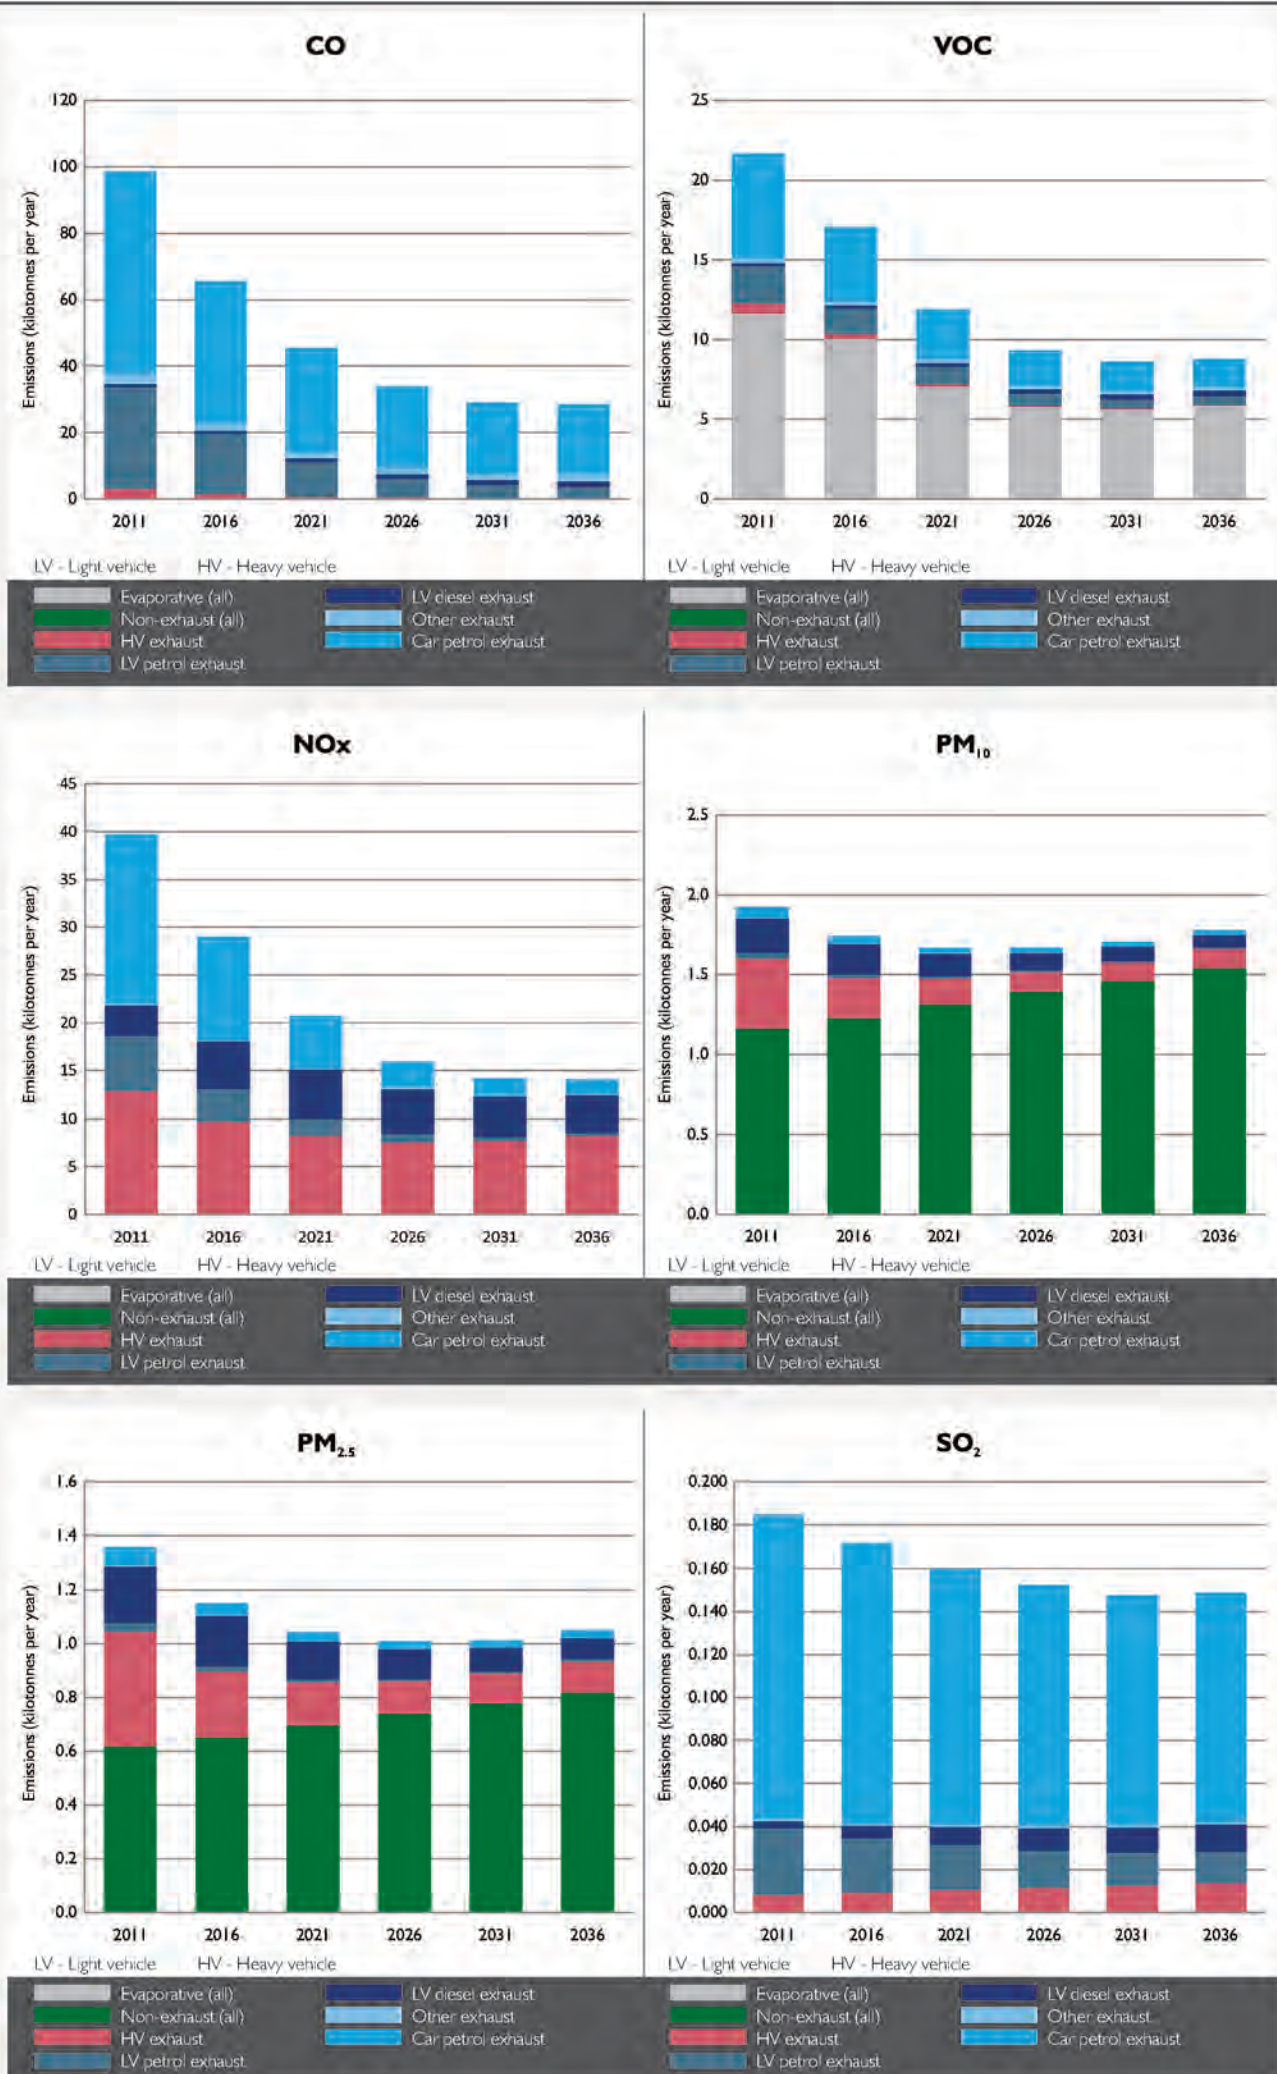 CO
Emissions (kilotonnes per year)
120
100
80
60
40
20
0
2011 2016 2021 2026 2031 2036
LV - Light vehicle HV - Heavy vehicle
Evaporative (all) LV diesel exhaust
Non-exhaust (all) Other exhaust
HV exhaust Car petrol exhaust
LV petrol exhaust
VOC
Emissions (kilotonnes per year)
25
20
15
10
5
0
2011 2016 2021 2026 2031 2036
LV - Light vehicle HV - Heavy vehicle
Evaporative (all) LV diesel exhaust
Non-exhaust (all) Other exhaust
HV exhaust Car petrol exhaust
LV petrol exhaust
NOx
Emissions (kilotonnes per year)
45
40
35
30
25
20
15
10
5
0
2011 2016 2021 2026 2031 2036
LV - Light vehicle HV - Heavy vehicle
Evaporative (all) LV diesel exhaust
Non-exhaust (all) Other exhaust
HV exhaust Car petrol exhaust
LV petrol exhaust
PM₁₀
Emissions (kilotonnes per year)
2.5
2.0
1.5
1.0
0.5
0.0
2011 2016 2021 2026 2031 2036
LV - Light vehicle HV - Heavy vehicle
Evaporative (all) LV diesel exhaust
Non-exhaust (all) Other exhaust
HV exhaust Car petrol exhaust
LV petrol exhaust
PM₂.₅
Emissions (kilotonnes per year)
1.6
1.4
1.2
1.0
0.8
0.6
0.4
0.2
0.0
2011 2016 2021 2026 2031 2036
LV - Light vehicle HV - Heavy vehicle
Evaporative (all) LV diesel exhaust
Non-exhaust (all) Other exhaust
HV exhaust Car petrol exhaust
LV petrol exhaust
SO₂
Emissions (kilotonnes per year)
0.200
0.180
0.160
0.140
0.120
0.100
0.080
0.060
0.040
0.020
0.000
2011 2016 2021 2026 2031 2036
LV - Light vehicle HV - Heavy vehicle
Evaporative (all) LV diesel exhaust
Non-exhaust (all) Other exhaust
HV exhaust Car petrol exhaust
LV petrol exhaust